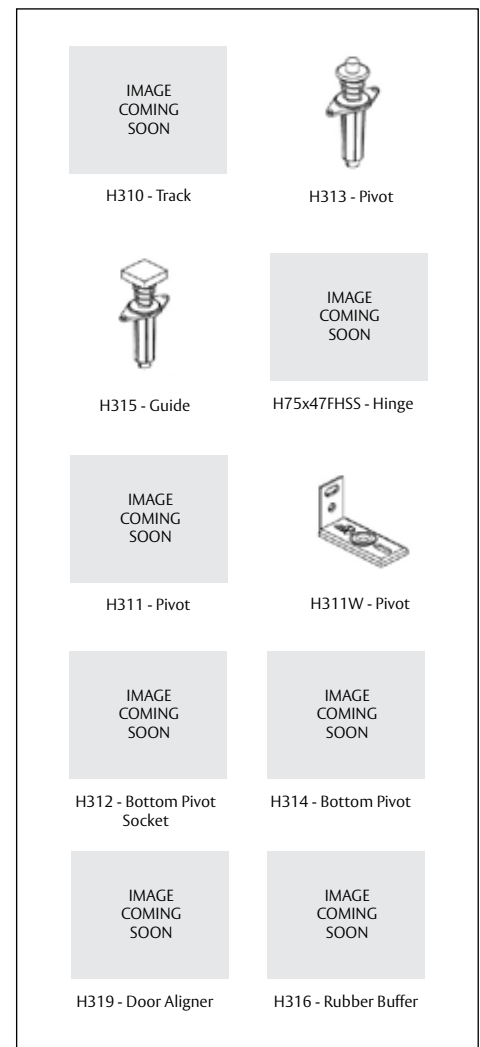 IMAGE
COMING
SOON
H310 - Track
H313 - Pivot
H315 - Guide
IMAGE
COMING
SOON
H75x47FHSS - Hinge
IMAGE
COMING
SOON
H311 - Pivot
H311W - Pivot
IMAGE
COMING
SOON
H312 - Bottom Pivot
Socket
IMAGE
COMING
SOON
H314 - Bottom Pivot
IMAGE
COMING
SOON
H319 - Door Aligner
IMAGE
COMING
SOON
H316 - Rubber Buffer